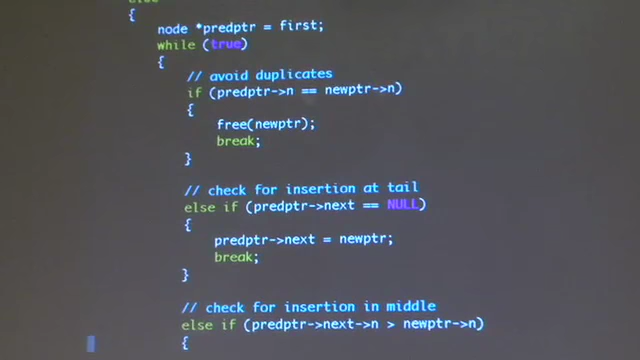 else
{
node *predptr = first;
while (true)
{
// avoid duplicates
if (predptr->n == newptr->n)
{
free(newptr);
break;
}
// check for insertion at tail
else if (predptr->next == NULL)
{
predptr->next = newptr;
break;
}
// check for insertion in middle
else if (predptr->next->n > newptr->n)
{